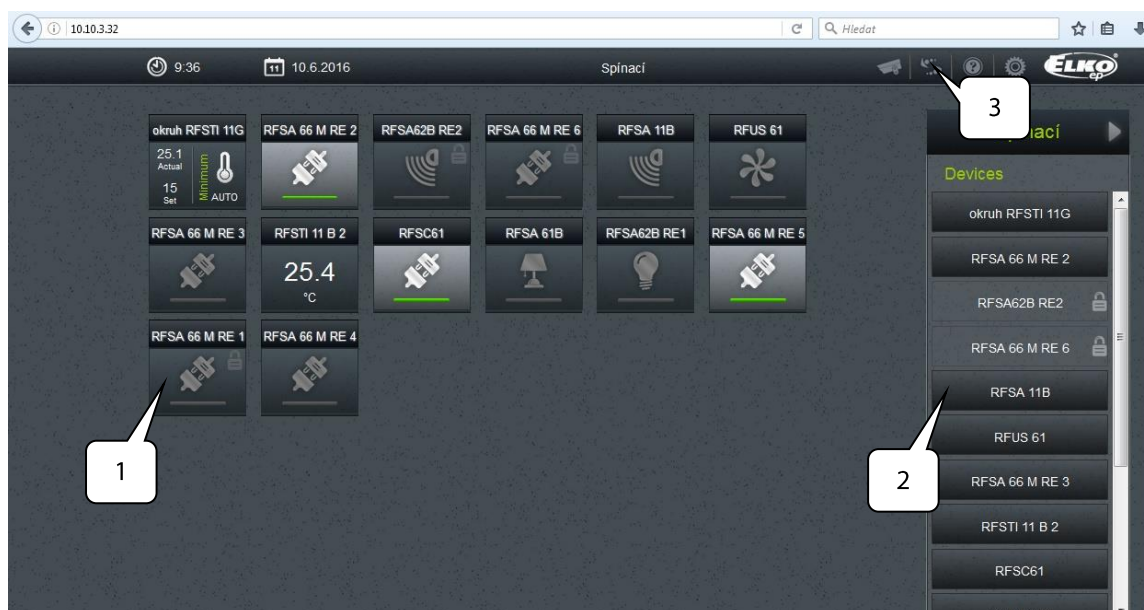 10.10.3.32
Hledat
9:36
11
10.6.2016
Spínací
ELKO
ep
3
okruh RFSTI 11G
RFSA 66 M RE 2
RFSA62B RE2
RFSA 66 M RE 6
RFSA 11B
RFUS 61
25.1
Actual
15
Set
Minimum
AUTO
RFSA 66 M RE 3
RFSTI 11 B 2
RFSC61
RFSA 61B
RFSA62B RE1
RFSA 66 M RE 5
25.4
°C
RFSA 66 M RE 1
RFSA 66 M RE 4
1
Devices
okruh RFSTI 11G
RFSA 66 M RE 2
RFSA62B RE2
RFSA 66 M RE 6
RFSA 11B
RFUS 61
RFSA 66 M RE 3
RFSTI 11 B 2
RFSC61
2